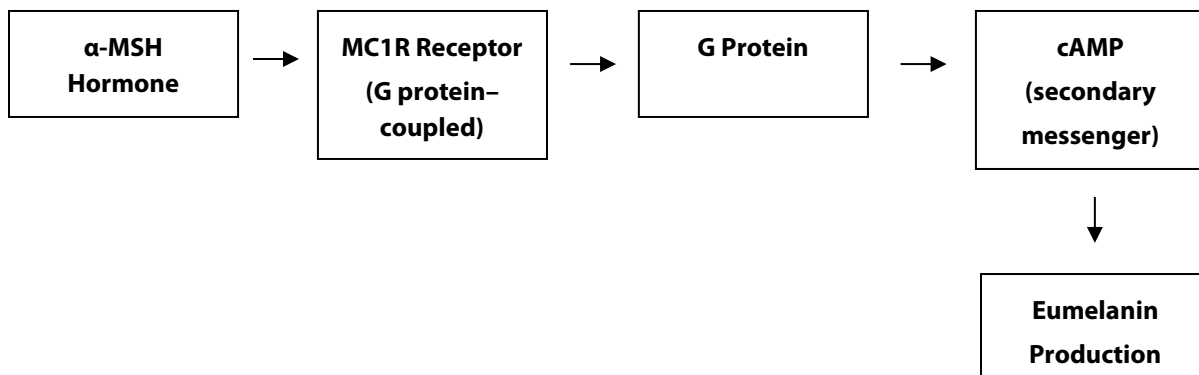 α-MSH
Hormone
MC1R Receptor
(G protein–
coupled)
G Protein
cAMP
(secondary
messenger)
Eumelanin
Production